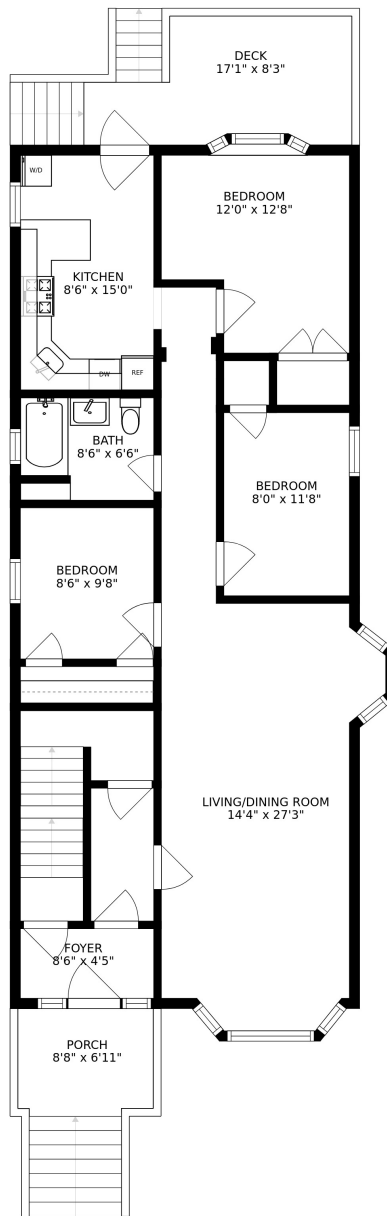 DECK
17'1" x 8'3"
W/D
BEDROOM
12'0" x 12'8"
KITCHEN
8'6" x 15'0"
DW
REF
BATH
8'6" x 6'6"
BEDROOM
8'0" x 11'8"
BEDROOM
8'6" x 9'8"
LIVING/DINING ROOM
14'4" x 27'3"
FOYER
8'6" x 4'5"
PORCH
8'8" x 6'11"